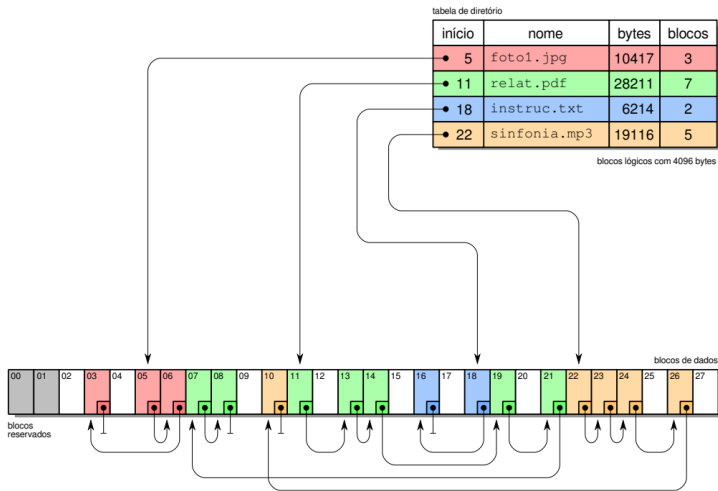 tabela de diretório
início nome bytes blocos
5 foto1.jpg 10417 3
11 relat.pdf 28211 7
18 instruc.txt 6214 2
22 sinfonia.mp3 19116 5
blocos lógicos com 4096 bytes
blocos de dados
00 01 02 03 04 05 06 07 08 09 10 11 12 13 14 15 16 17 18 19 20 21 22 23 24 25 26 27
blocos
reservados